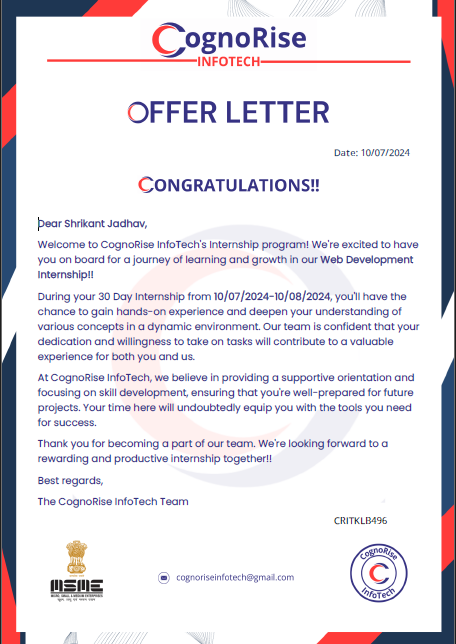 CognoRise
INFOTECH
OFFER LETTER
Date: 10/07/2024
CONGRATULATIONS!!
Dear Shrikant Jadhav,
Welcome to CognoRise InfoTech's Internship program! We're excited to have
you on board for a journey of learning and growth in our Web Development
Internship!!
During your 30 Day Internship from 10/07/2024-10/08/2024, you'll have the
chance to gain hands-on experience and deepen your understanding of
various concepts in a dynamic environment. Our team is confident that your
dedication and willingness to take on tasks will contribute to a valuable
experience for both you and us.
At CognoRise InfoTech, we believe in providing a supportive orientation and
focusing on skill development, ensuring that you're well-prepared for future
projects. Your time here will undoubtedly equip you with the tools you need
for success.
Thank you for becoming a part of our team. We're looking forward to a
rewarding and productive internship together!!
Best regards,
The CognoRise InfoTech Team
CRITKLB496
MSME
MICRO, SMALL & MEDIUM ENTERPRISES
cognoriseinfotech@gmail.com
CognoRise
InfoTech